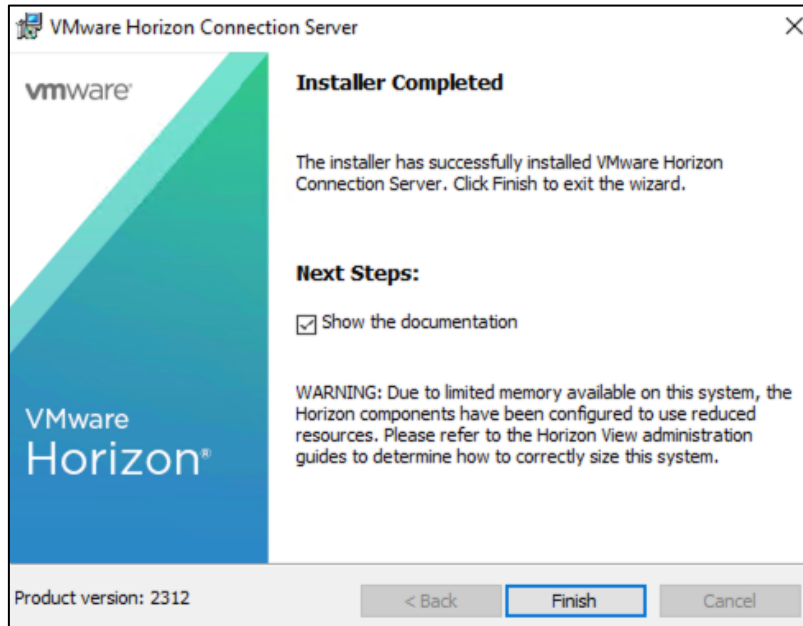 VMware Horizon Connection Server
vmware®
Installer Completed
The installer has successfully installed VMware Horizon
Connection Server. Click Finish to exit the wizard.
Next Steps:
Show the documentation
WARNING: Due to limited memory available on this system, the
Horizon components have been configured to use reduced
resources. Please refer to the Horizon View administration
guides to determine how to correctly size this system.
VMware
Horizon®
Product version: 2312
< Back
Finish
Cancel